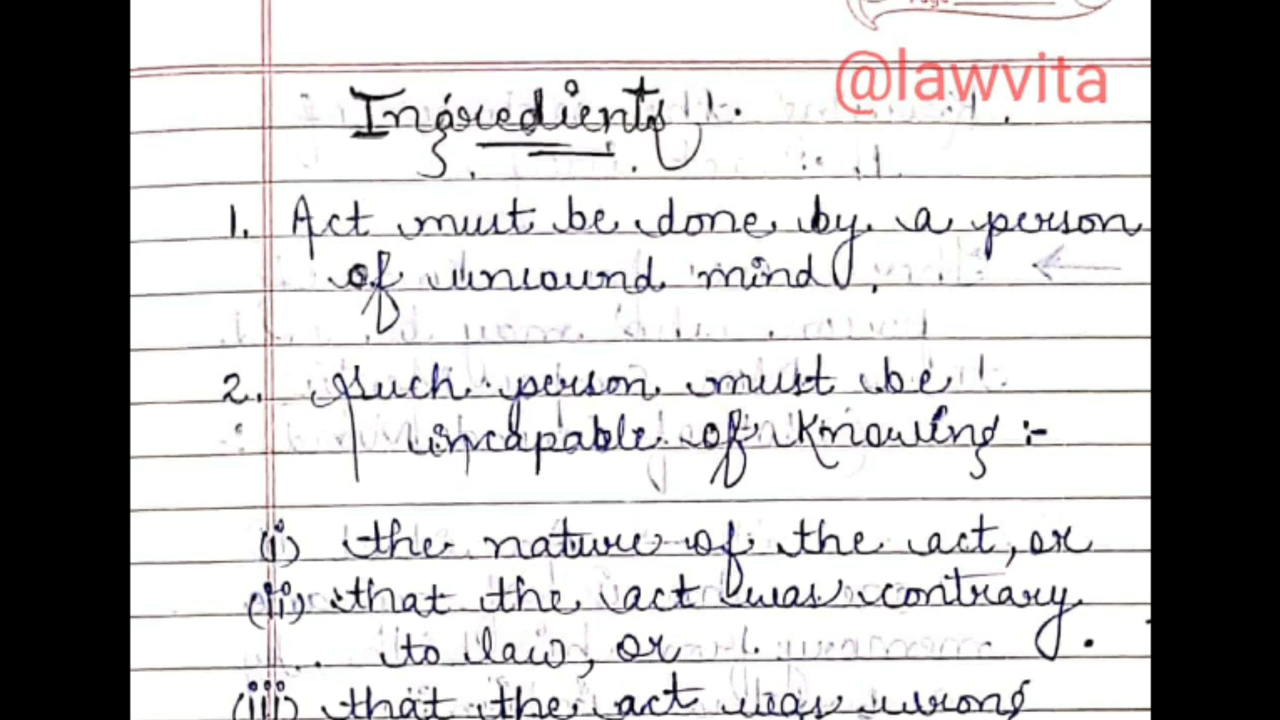 @lawvita
Ingredients
1. Act must be done by a person
of unsound mind.
2. Such person must be
incapable of knowing :-
(i) the nature of the act, or
(ii) that the act was contrary
to law, or
(iii) that the act was wrong